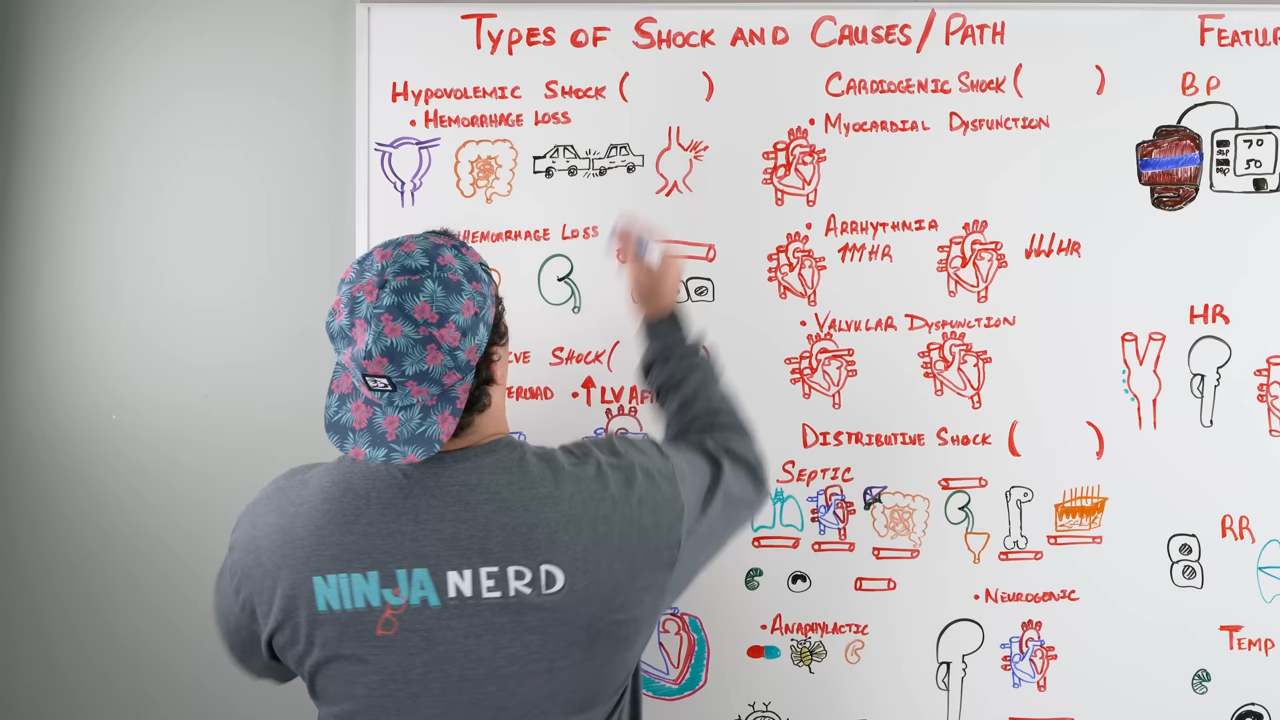 TYPES OF SHOCK AND CAUSES/PATH
HYPOVOLEMIC SHOCK ( )
• HEMORRHAGE LOSS
HEMORRHAGE LOSS
SHOCK(
• ↑LV
CARDIOGENIC SHOCK ( )
• MYOCARDIAL DYSFUNCTION
• ARRHYTHMIA
↑↑↑HR
↓↓↓HR
• VALVULAR DYSFUNCTION
DISTRIBUTIVE SHOCK ( )
SEPTIC
• NEUROGENIC
• ANAPHYLACTIC
BP
70
50
HR
RR
TEMP
NINJA NERD